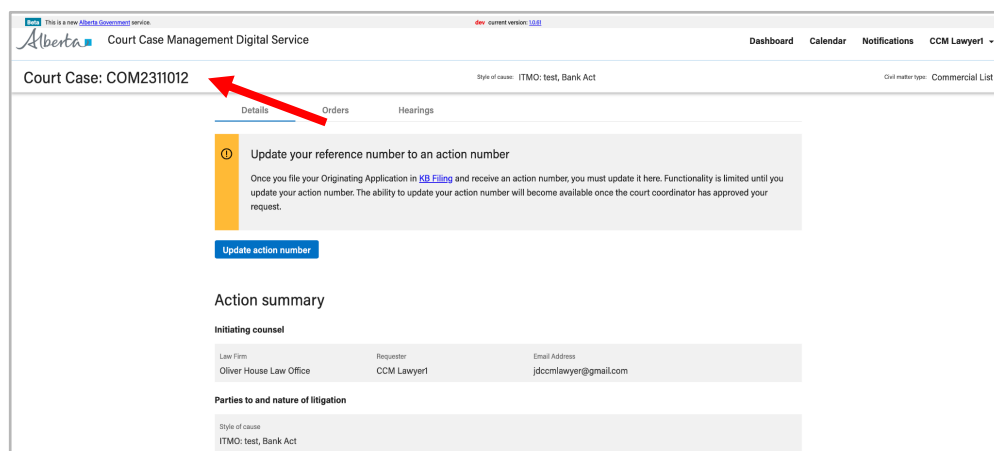 Beta This is a new Alberta Government service. dev current version: 1.0.61
Alberta Court Case Management Digital Service Dashboard Calendar Notifications CCM Lawyer1
Court Case: COM2311012 Style of cause: ITMO: test, Bank Act Civil matter type: Commercial List
Details Orders Hearings
Update your reference number to an action number
Once you file your Originating Application in KB Filing and receive an action number, you must update it here. Functionality is limited until you
update your action number. The ability to update your action number will become available once the court coordinator has approved your
request.
Update action number
Action summary
Initiating counsel
Law Firm Requester Email Address
Oliver House Law Office CCM Lawyer1 jdccmlawyer@gmail.com
Parties to and nature of litigation
Style of cause
ITMO: test, Bank Act